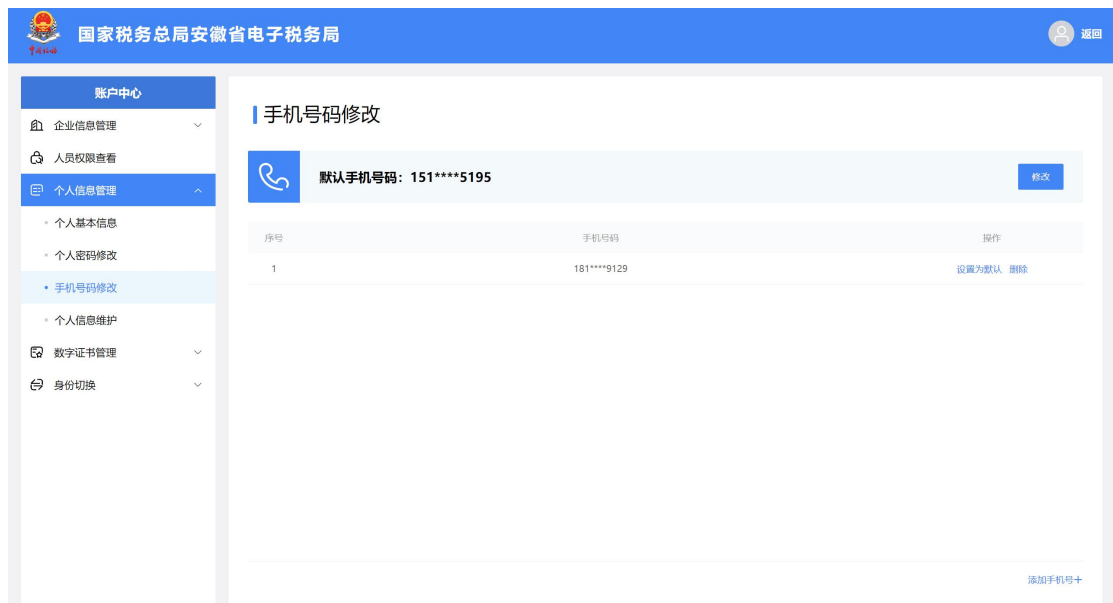 国家税务总局安徽省电子税务局
返回
账户中心
企业信息管理
人员权限查看
个人信息管理
个人基本信息
个人密码修改
手机号码修改
个人信息维护
数字证书管理
身份切换
手机号码修改
默认手机号码：151****5195
修改
序号 手机号码 操作
1 181****9129 设置为默认 删除
添加手机号+